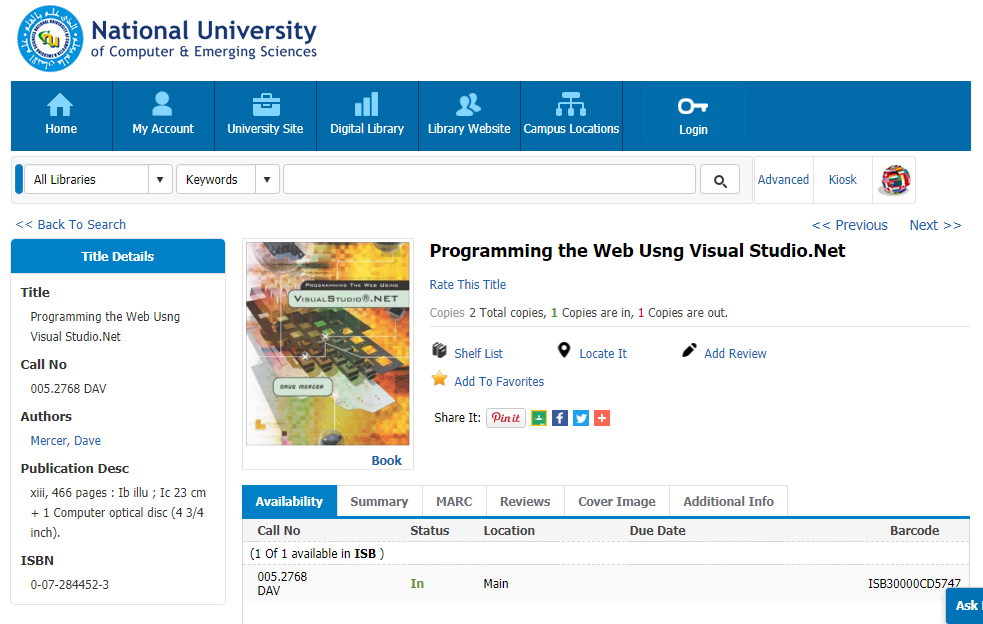 National University
of Computer & Emerging Sciences
Home
My Account
University Site
Digital Library
Library Website
Campus Locations
Login
All Libraries
Keywords
Advanced
Kiosk
<< Back To Search
<< Previous
Next >>
Title Details
Title
Programming the Web Usng
Visual Studio.Net
Call No
005.2768 DAV
Authors
Mercer, Dave
Publication Desc
xiii, 466 pages : Ib illu ; Ic 23 cm
+ 1 Computer optical disc (4 3/4
inch).
ISBN
0-07-284452-3
PROGRAMMING THE WEB USING
VISUALSTUDIO®.NET
DAVE MERCER
Book
Programming the Web Usng Visual Studio.Net
Rate This Title
Copies 2 Total copies, 1 Copies are in, 1 Copies are out.
Shelf List
Locate It
Add Review
Add To Favorites
Share It:
Pinit
Availability
Summary
MARC
Reviews
Cover Image
Additional Info
Call No
Status
Location
Due Date
Barcode
(1 Of 1 available in ISB )
005.2768
DAV
In
Main
ISB30000CD5747
Ask